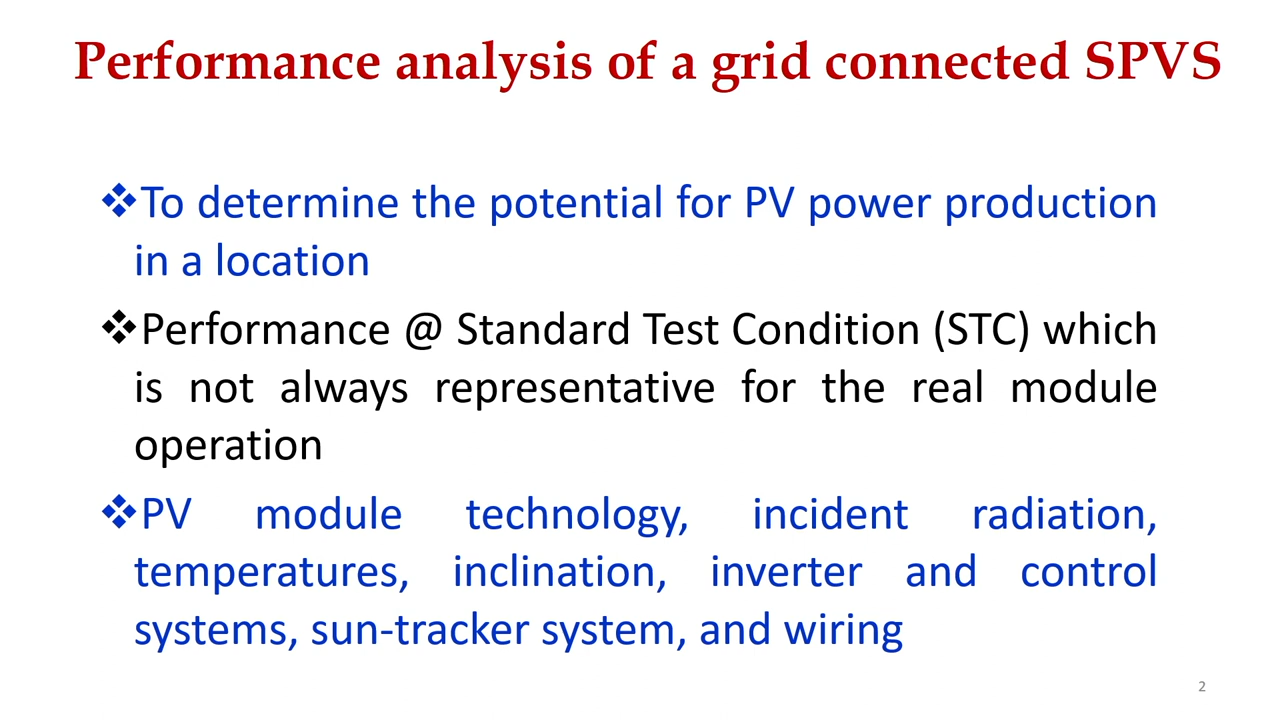 Performance analysis of a grid connected SPVS
❖To determine the potential for PV power production
in a location
❖Performance @ Standard Test Condition (STC) which
is not always representative for the real module
operation
❖PV module technology, incident radiation,
temperatures, inclination, inverter and control
systems, sun-tracker system, and wiring
2